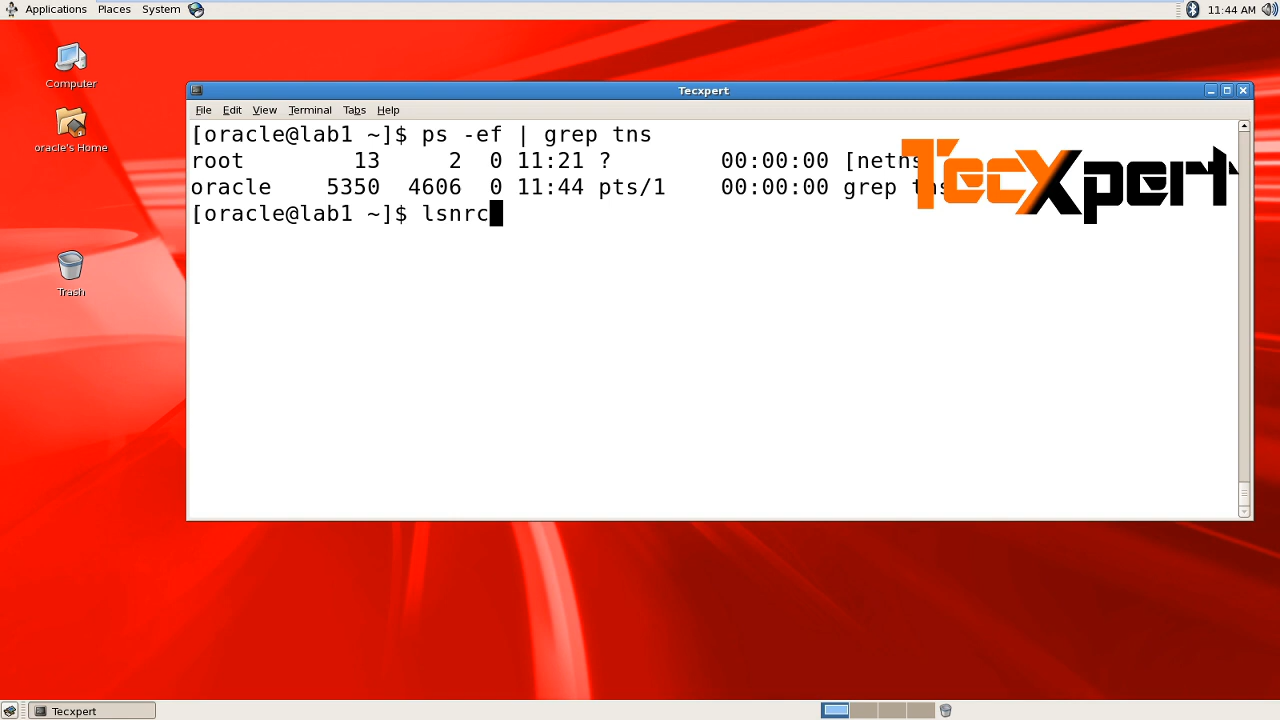 Applications Places System 11:44 AM
Computer
oracle's Home
Trash
Tecxpert
File Edit View Terminal Tabs Help
[oracle@lab1 ~]$ ps -ef | grep tns
root 13 2 0 11:21 ? 00:00:00 [netns
oracle 5350 4606 0 11:44 pts/1 00:00:00 grep tns
[oracle@lab1 ~]$ lsnrc
TecXpert
Tecxpert